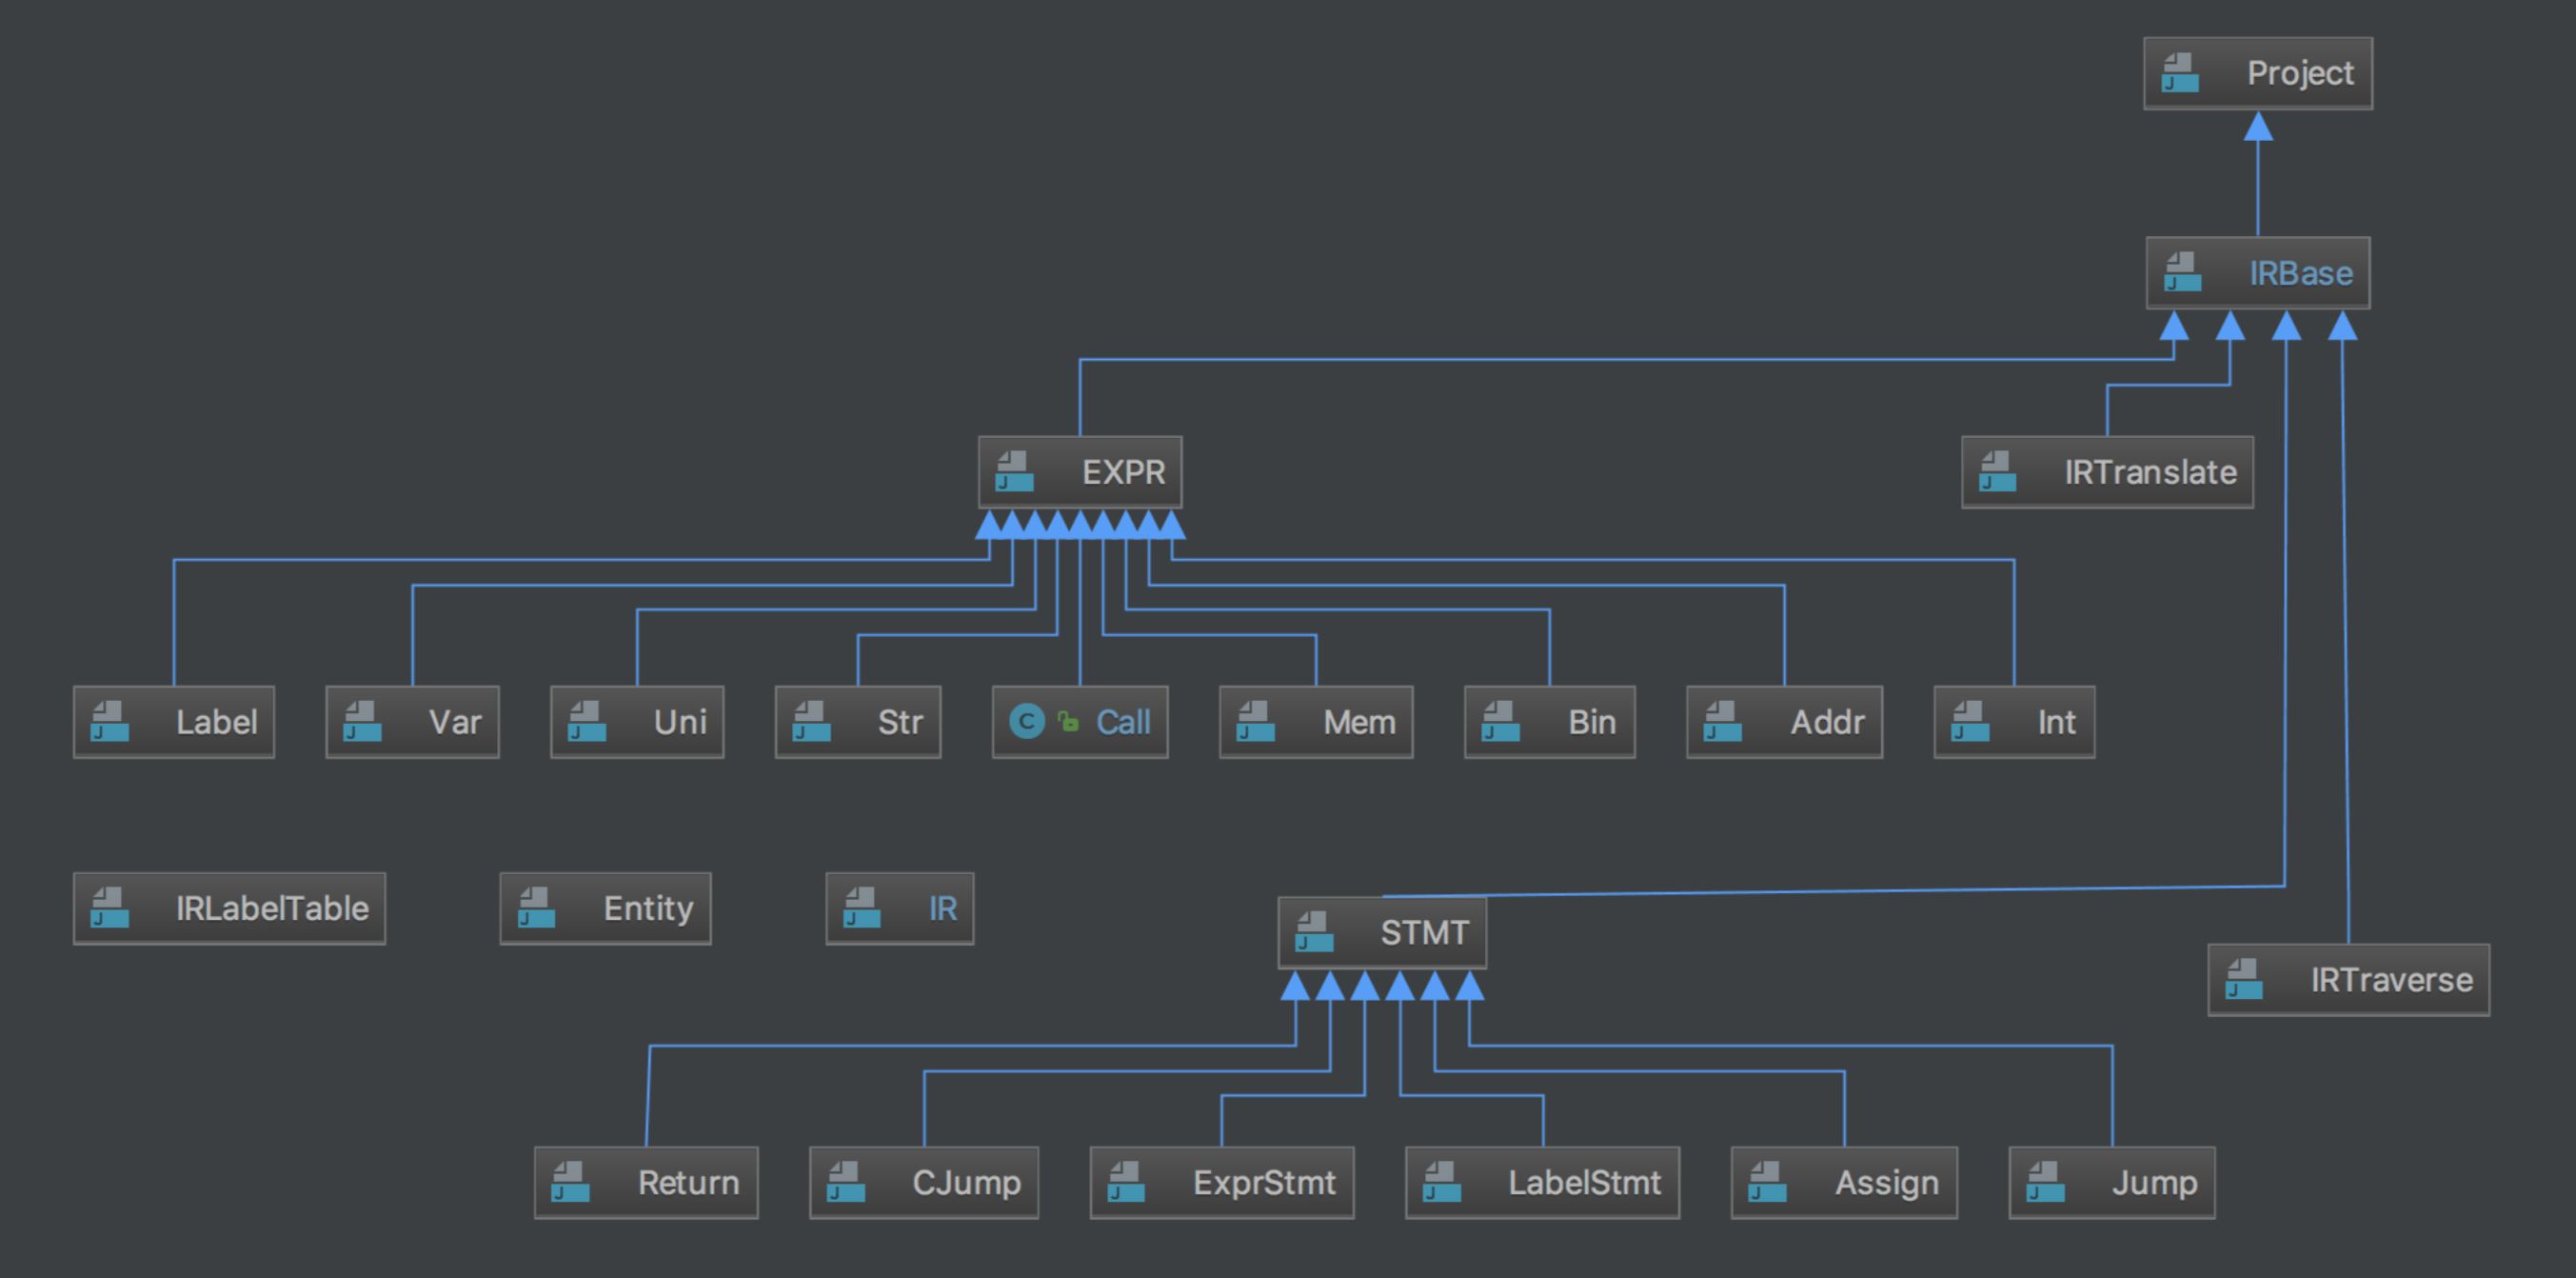 Project
IRBase
EXPR
IRTranslate
Label
Var
Uni
Str
C Call
Mem
Bin
Addr
Int
IRLabelTable
Entity
IR
STMT
IRTraverse
Return
CJump
ExprStmt
LabelStmt
Assign
Jump